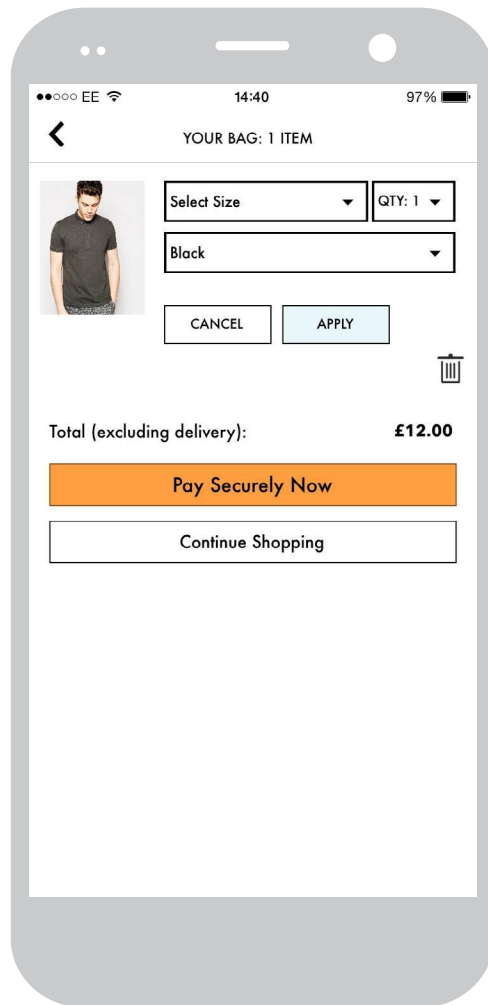 EE 14:40 97%
YOUR BAG: 1 ITEM
Select Size QTY: 1
Black
CANCEL APPLY
Total (excluding delivery): £12.00
Pay Securely Now
Continue Shopping